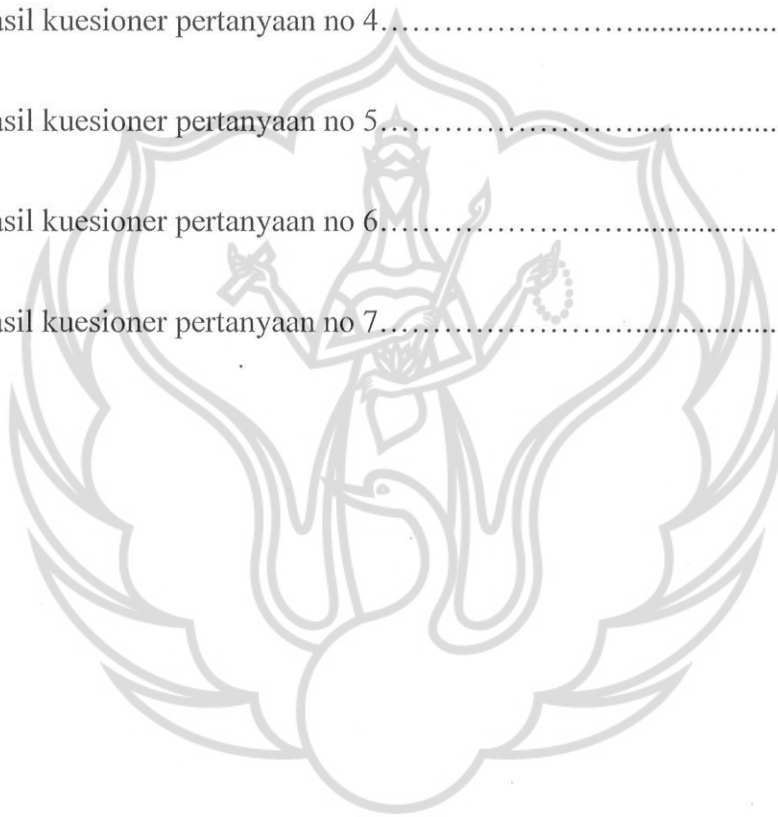 asil kuesioner pertanyaan no 4……………………...................
asil kuesioner pertanyaan no 5……………………...................
asil kuesioner pertanyaan no 6……………………...................
asil kuesioner pertanyaan no 7……………………...................